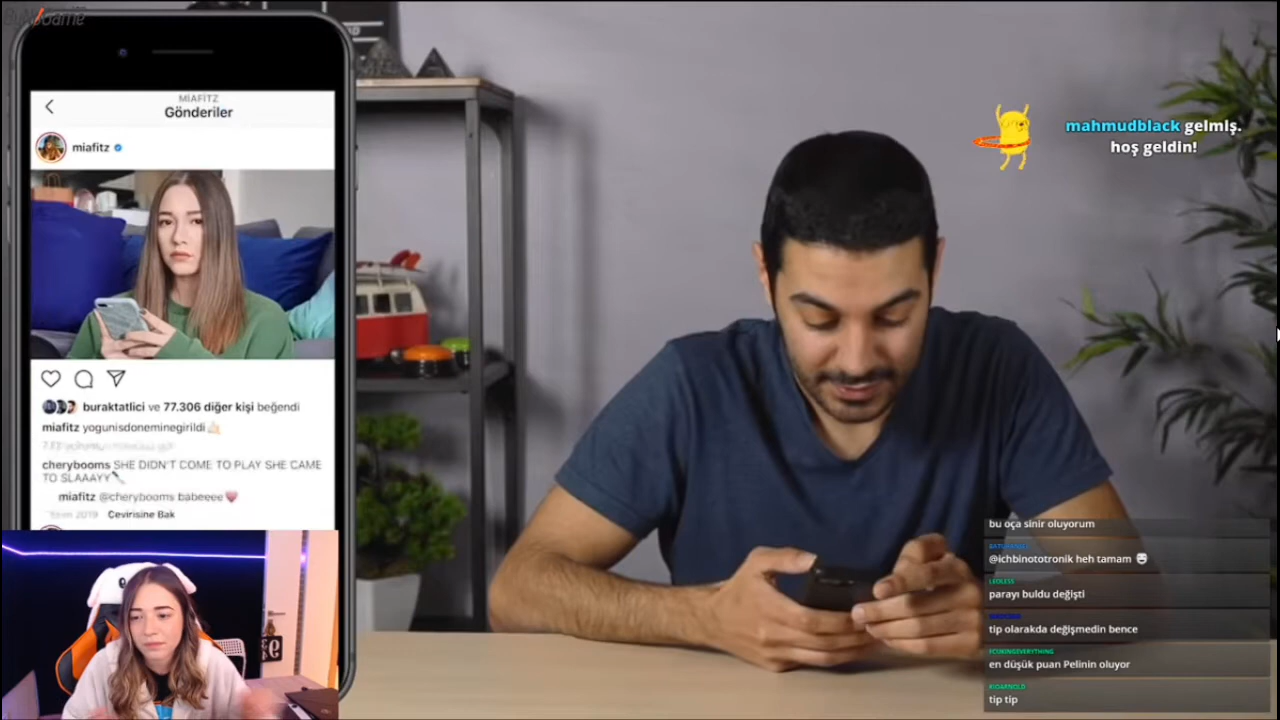 MIAFITZ
Gönderiler
miafitz
buraktatlici ve 77.306 diğer kişi beğendi
miafitz yogunisdoneminegirildi
cherybooms SHE DIDN'T COME TO PLAY SHE CAME
TO SLAAAYY
miafitz @cherybooms babeeee
2019 Çevirisine Bak
mahmudblack gelmiş.
hoş geldin!
bu oça sinir oluyorum
@ichbinototronik heh tamam
LEOLESS
parayı buldu değişti
tip olarakda değişmedin bence
en düşük puan Pelinin oluyor
tip tip